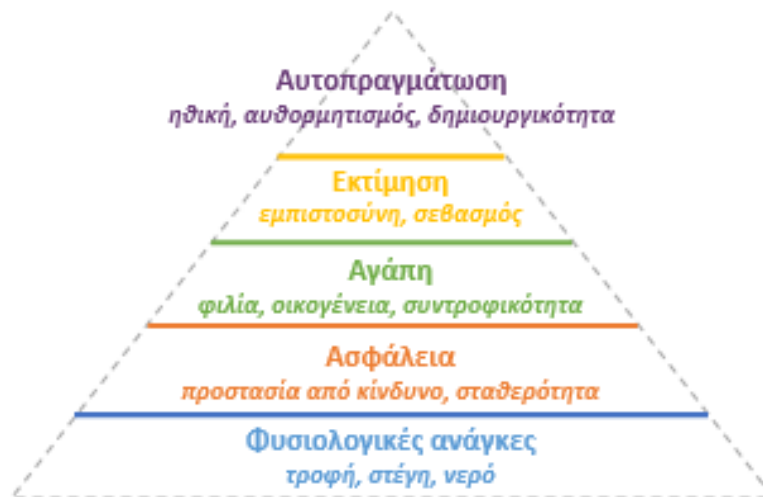 Αυτοπραγμάτωση
ηθική, αυθορμητισμός, δημιουργικότητα
Εκτίμηση
εμπιστοσύνη, σεβασμός
Αγάπη
φιλία, οικογένεια, συντροφικότητα
Ασφάλεια
προστασία από κίνδυνο, σταθερότητα
Φυσιολογικές ανάγκες
τροφή, στέγη, νερό